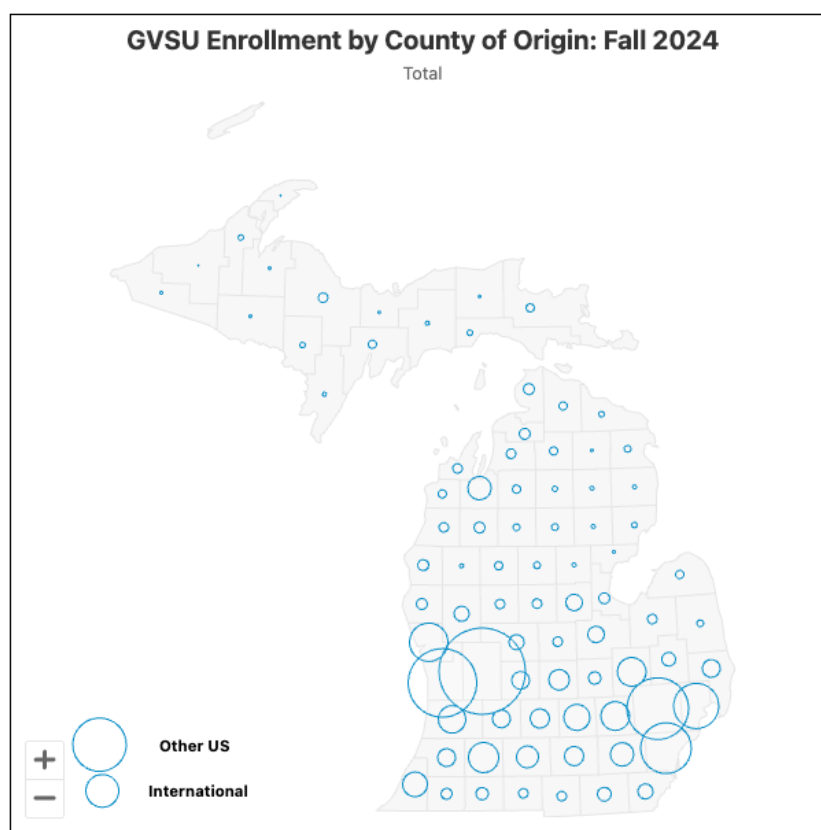 GVSU Enrollment by County of Origin: Fall 2024
Total
Other US
+
International
−